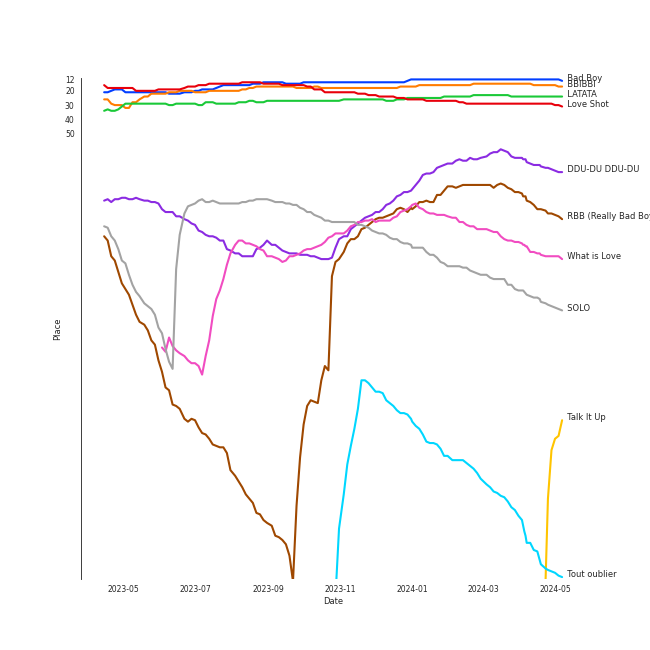 12
20
30
40
50
Place
Bad Boy
BBIBBI
LATATA
Love Shot
DDU-DU DDU-DU
RBB (Really Bad Boy
What is Love
SOLO
Talk It Up
Tout oublier
2023-05
2023-07
2023-09
2023-11
2024-01
2024-03
2024-05
Date